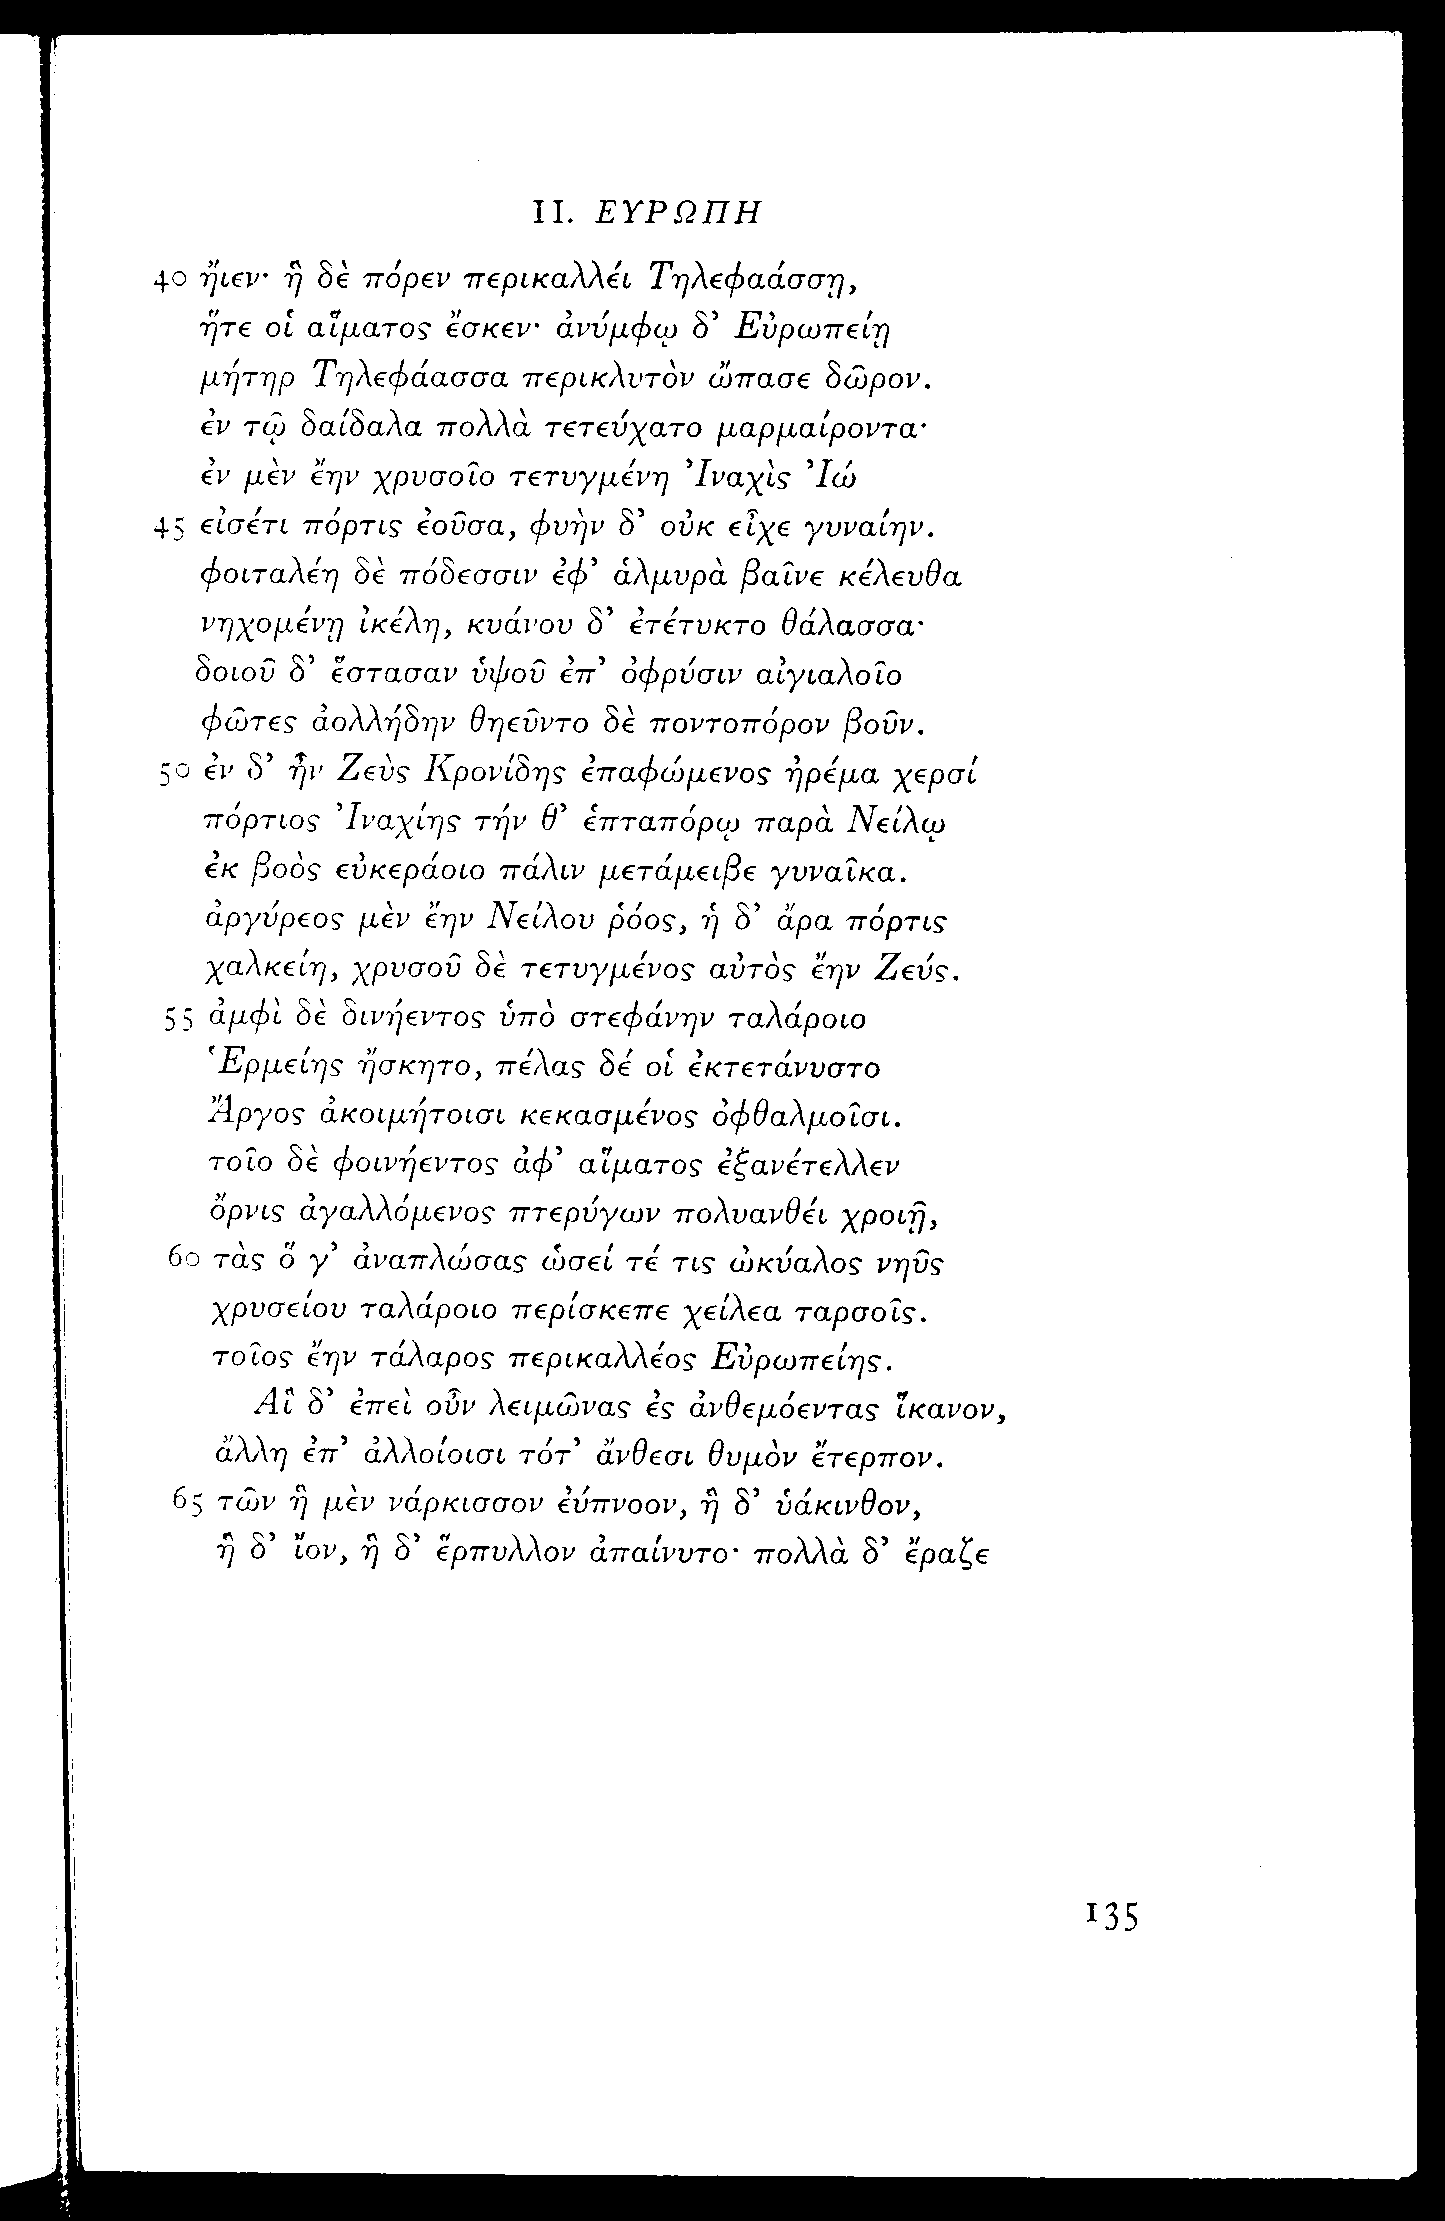 II. ΕΥΡΩΠΗ
40 ἤιεν· ἣ δὲ πόρεν περικαλλέι Τηλεφαάσσῃ,
ἥτε οἱ αἵματος ἔσκεν· ἀνύμφῳ δ’ Εὐρωπείῃ
μήτηρ Τηλεφάασσα περικλυτὸν ὤπασε δῶρον.
ἐν τῷ δαίδαλα πολλὰ τετεύχατο μαρμαίροντα·
ἐν μὲν ἔην χρυσοῖο τετυγμένη Ἰναχὶς Ἰώ
45 εἰσέτι πόρτις ἐοῦσα, φυὴν δ’ οὐκ εἶχε γυναίην.
φοιταλέη δὲ πόδεσσιν ἐφ’ ἁλμυρὰ βαῖνε κέλευθα
νηχομένῃ ἰκέλη, κυάνου δ’ ἐτέτυκτο θάλασσα·
δοιοῦ δ’ ἕστασαν ὑψοῦ ἐπ’ ὀφρύσιν αἰγιαλοῖο
φῶτες ἀολλήδην θηεῦντο δὲ ποντοπόρον βοῦν.
50 ἐν δ’ ἦν Ζεὺς Κρονίδης ἐπαφώμενος ἠρέμα χερσί
πόρτιος Ἰναχίης τήν θ’ ἑπταπόρῳ παρὰ Νείλῳ
ἐκ βοὸς εὐκεράοιο πάλιν μετάμειβε γυναῖκα.
ἀργύρεος μὲν ἔην Νείλου ῥόος, ἡ δ’ ἄρα πόρτις
χαλκείη, χρυσοῦ δὲ τετυγμένος αὐτὸς ἔην Ζεύς.
55 ἀμφὶ δὲ δινήεντος ὑπὸ στεφάνην ταλάροιο
Ἑρμείης ἤσκητο, πέλας δέ οἱ ἐκτετάνυστο
Ἄργος ἀκοιμήτοισι κεκασμένος ὀφθαλμοῖσι.
τοῖο δὲ φοινήεντος ἀφ’ αἵματος ἐξανέτελλεν
ὄρνις ἀγαλλόμενος πτερύγων πολυανθέι χροιῇ,
60 τὰς ὅ γ’ ἀναπλώσας ὡσεί τέ τις ὠκύαλος νηῦς
χρυσείου ταλάροιο περίσκεπε χείλεα ταρσοῖς.
τοῖος ἔην τάλαρος περικαλλέος Εὐρωπείης.
Αἳ δ’ ἐπεὶ οὖν λειμῶνας ἐς ἀνθεμόεντας ἵκανον,
ἄλλη ἐπ’ ἀλλοίοισι τότ’ ἄνθεσι θυμὸν ἔτερπον.
65 τῶν ἣ μὲν νάρκισσον ἐύπνοον, ἣ δ’ ὑάκινθον,
ἣ δ’ ἴον, ἣ δ’ ἕρπυλλον ἀπαίνυτο· πολλὰ δ’ ἔραζε
135